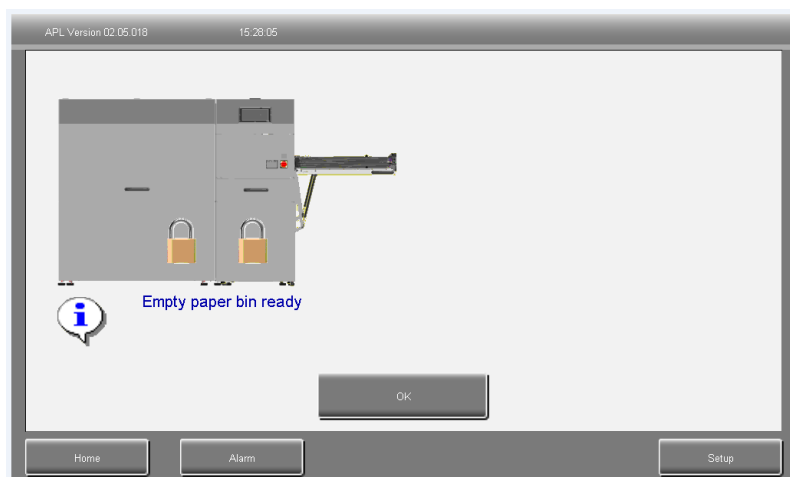 APL Version 02.05.018 15:28:05
Empty paper bin ready
OK
Home Alarm Setup